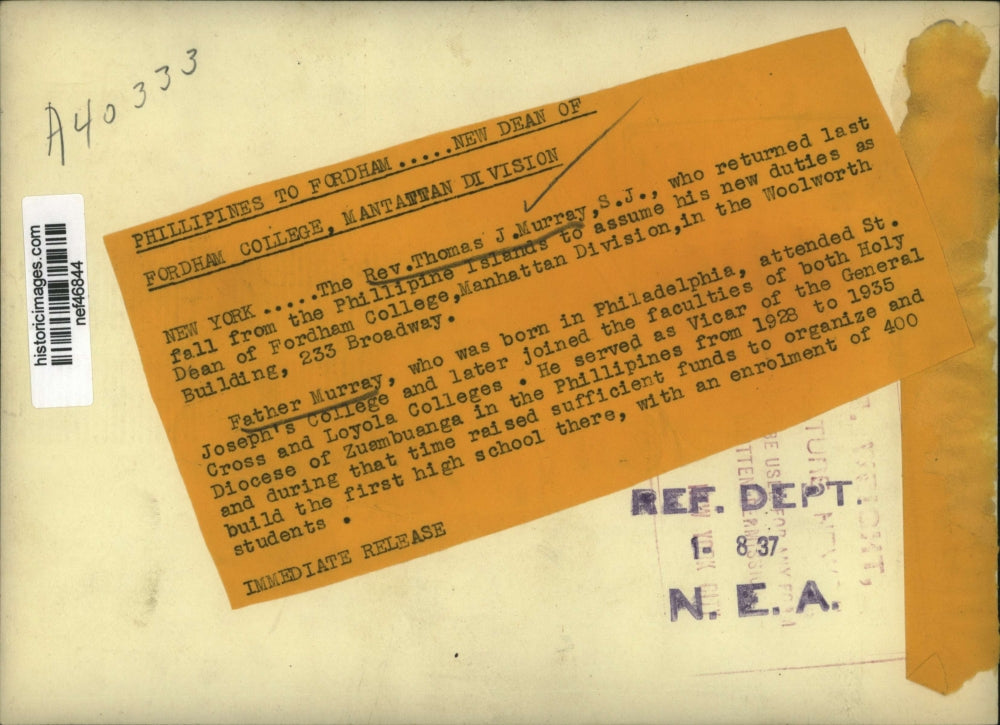 A40333
PHILLIPINES TO FORDHAM.....NEW DEAN OF
FORDHAM COLLEGE, MANTATTAN DIVISION
NEW YORK .....The Rev.Thomas J.Murray,S.J., who returned last
fall from the Phillipine Islands to assume his new duties as
Dean of Fordham College,Manhattan Division,in the Woolworth
Building, 233 Broadway.
Father Murray, who was born in Philadelphia, attended St.
Joseph's College and later joined the faculties of both Holy
Cross and Loyola Colleges . He served as Vicar of the General
Diocese of Zuambuanga in the Phillipines from 1928 to 1935
and during that time raised sufficient funds to organize and
build the first high school there, with an enrolment of 400
students .
IMMEDIATE RELEASE
historicimages.com
nef46844
REF. DEPT.
1- 8 37
N. E. A.